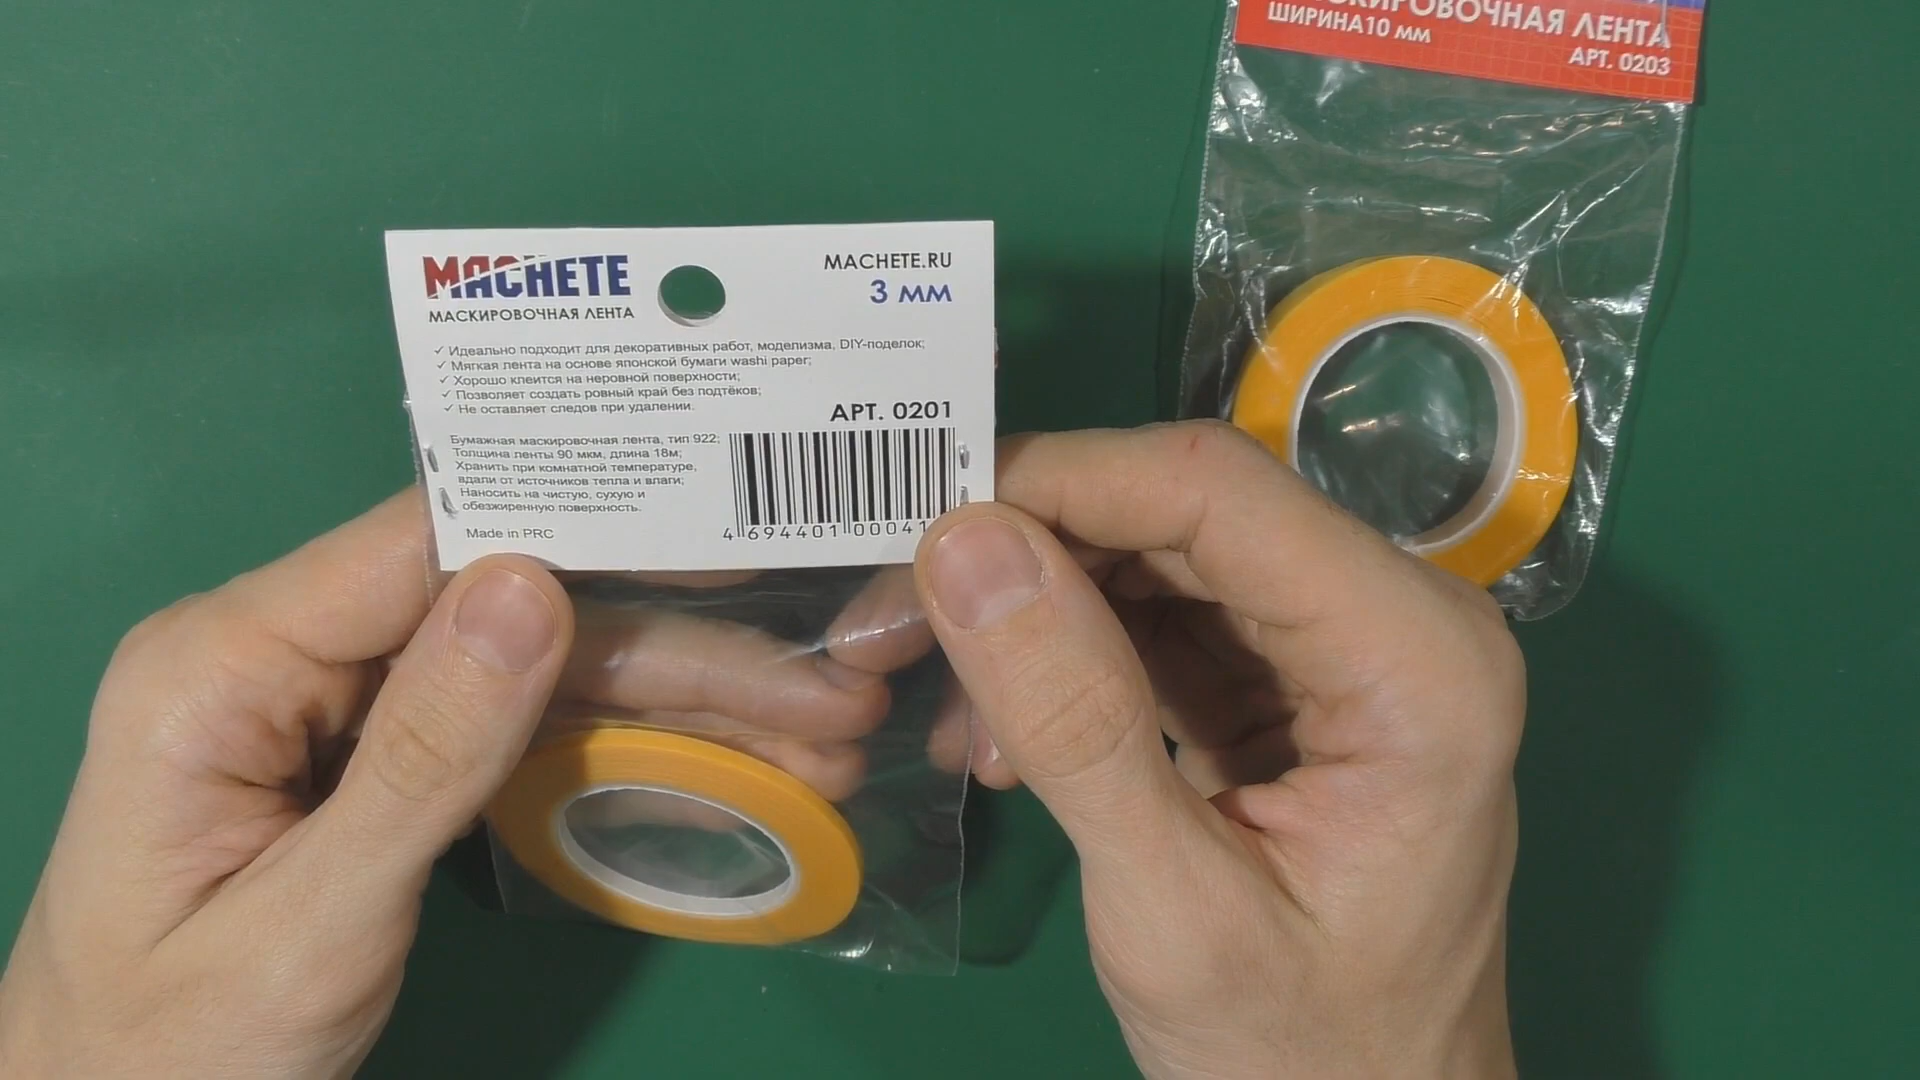 MACHETE
МАСКИРОВОЧНАЯ ЛЕНТА
MACHETE.RU
3 мм
✓ Идеально подходит для декоративных работ, моделизма, DIY-поделок;
✓ Мягкая лента на основе японской бумаги washi paper;
✓ Хорошо клеится на неровной поверхности;
✓ Позволяет создать ровный край без подтёков;
✓ Не оставляет следов при удалении.
АРТ. 0201
Бумажная маскировочная лента, тип 922;
Толщина ленты 90 мкм, длина 18м;
Хранить при комнатной температуре,
вдали от источников тепла и влаги;
Наносить на чистую, сухую и
обезжиренную поверхность.
Made in PRC
4 694401 00041
ЛЕНТА
ШИРИНА10 мм
АРТ. 0203